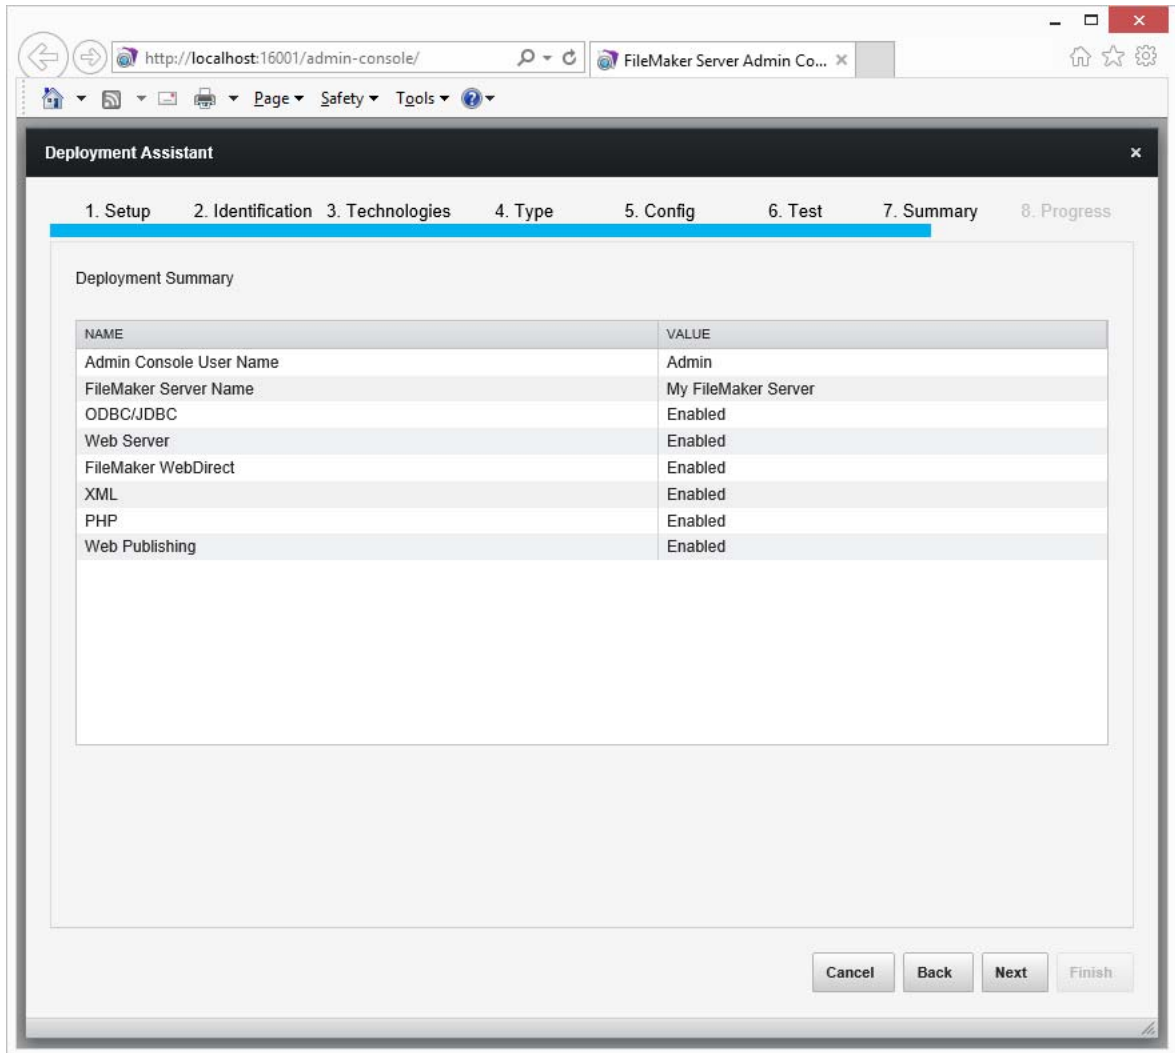 http://localhost:16001/admin-console/ FileMaker Server Admin Co...
Page Safety Tools
Deployment Assistant
1. Setup 2. Identification 3. Technologies 4. Type 5. Config 6. Test 7. Summary 8. Progress
Deployment Summary
NAME VALUE
Admin Console User Name Admin
FileMaker Server Name My FileMaker Server
ODBC/JDBC Enabled
Web Server Enabled
FileMaker WebDirect Enabled
XML Enabled
PHP Enabled
Web Publishing Enabled
Cancel Back Next Finish